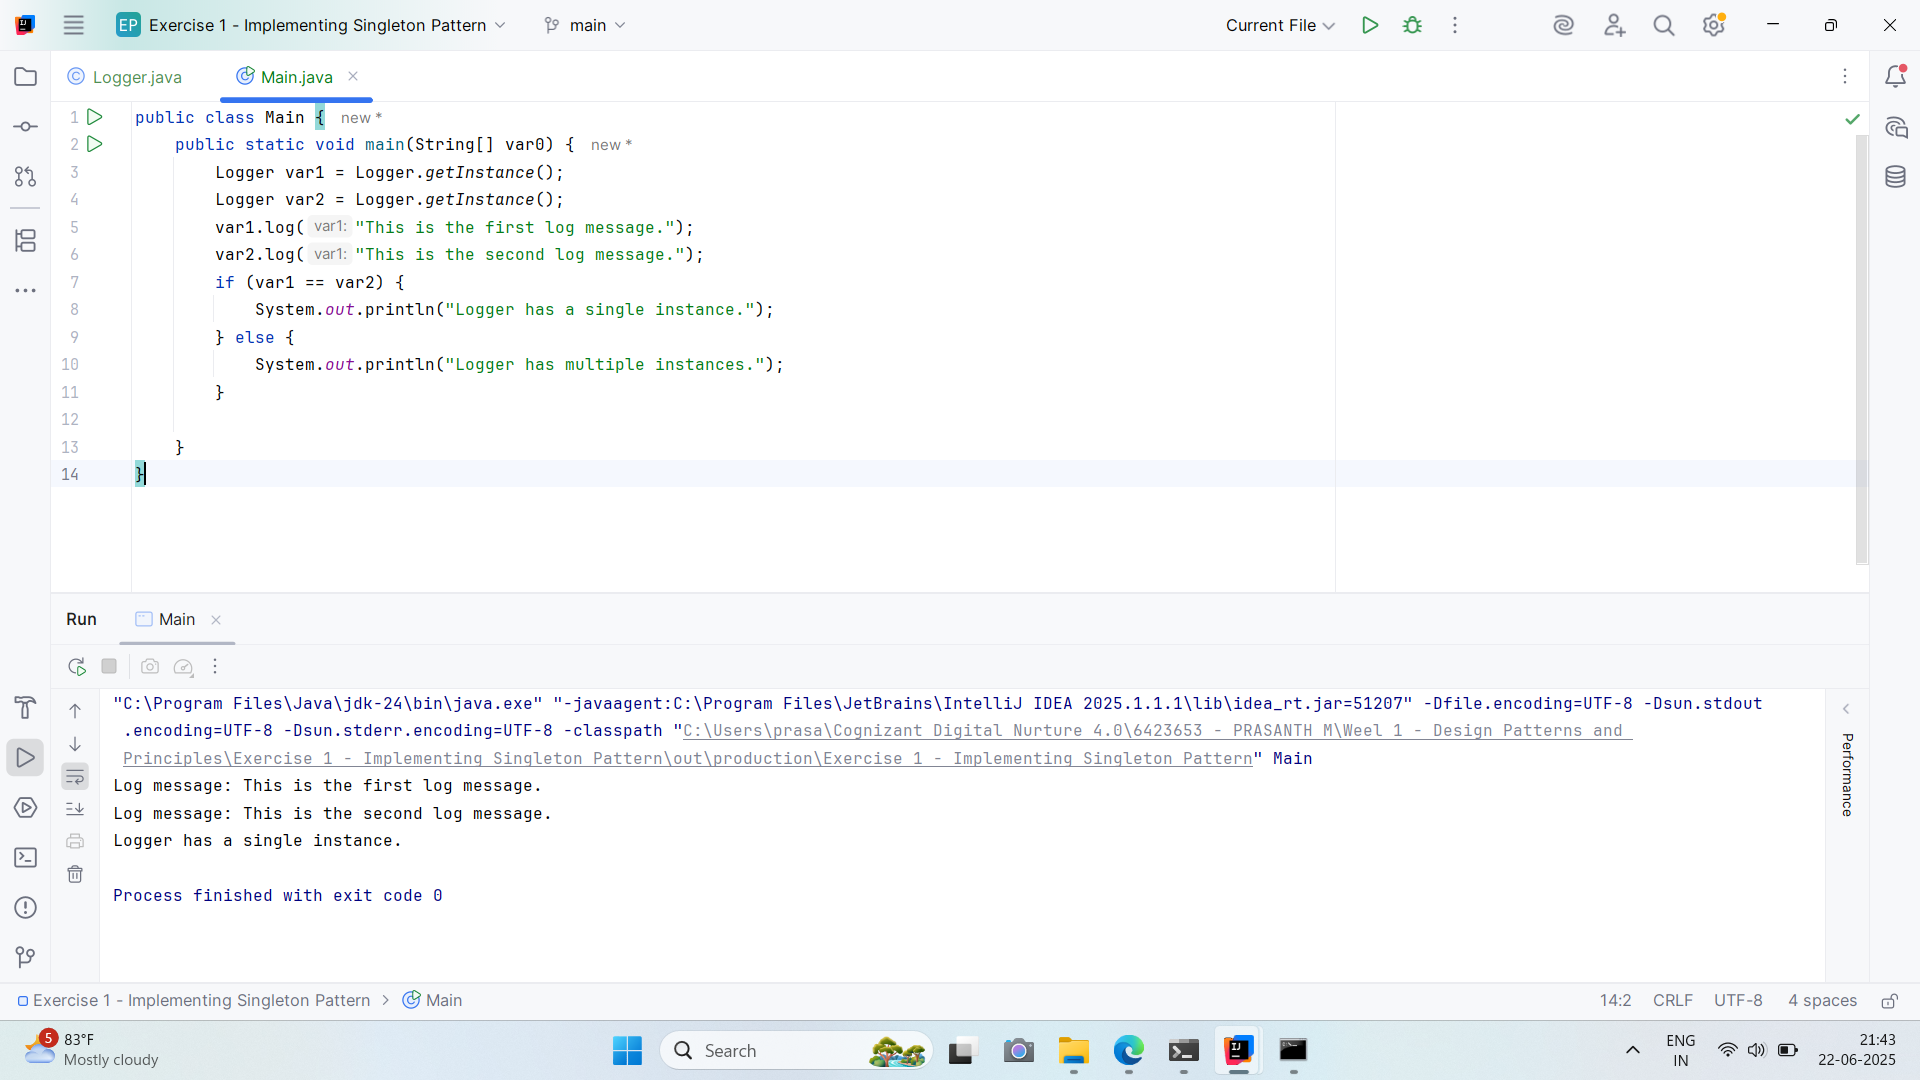 EP Exercise 1 - Implementing Singleton Pattern main Current File
Logger.java Main.java
1 public class Main { new *
2 public static void main(String[] var0) { new *
3 Logger var1 = Logger.getInstance();
4 Logger var2 = Logger.getInstance();
5 var1.log( var1: "This is the first log message.");
6 var2.log( var1: "This is the second log message.");
7 if (var1 == var2) {
8 System.out.println("Logger has a single instance.");
9 } else {
10 System.out.println("Logger has multiple instances.");
11 }
12
13 }
14 }
Run Main
"C:\Program Files\Java\jdk-24\bin\java.exe" "-javaagent:C:\Program Files\JetBrains\IntelliJ IDEA 2025.1.1.1\lib\idea_rt.jar=51207" -Dfile.encoding=UTF-8 -Dsun.stdout
.encoding=UTF-8 -Dsun.stderr.encoding=UTF-8 -classpath "C:\Users\prasa\Cognizant Digital Nurture 4.0\6423653 - PRASANTH M\Weel 1 - Design Patterns and
Principles\Exercise 1 - Implementing Singleton Pattern\out\production\Exercise 1 - Implementing Singleton Pattern" Main
Log message: This is the first log message.
Log message: This is the second log message.
Logger has a single instance.
Process finished with exit code 0
Performance
Exercise 1 - Implementing Singleton Pattern > Main 14:2 CRLF UTF-8 4 spaces
5 83°F
Mostly cloudy
Search
ENG
IN
21:43
22-06-2025